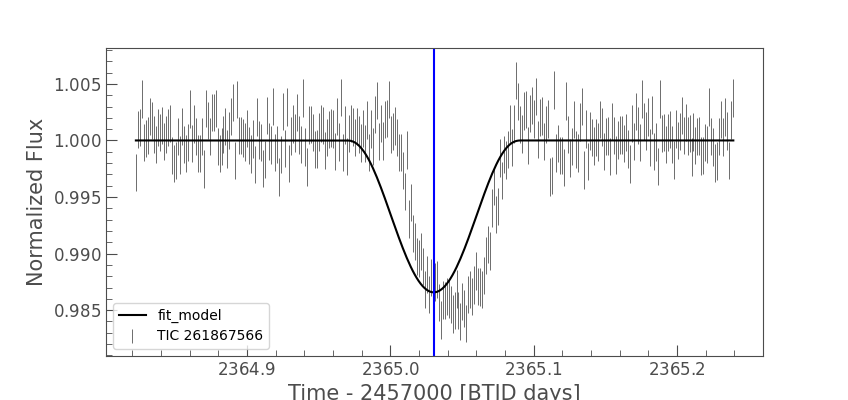 1.005
1.000
0.995
0.990
0.985
Normalized Flux
fit_model
TIC 261867566
2364.9 2365.0 2365.1 2365.2
Time - 2457000 [BTJD days]